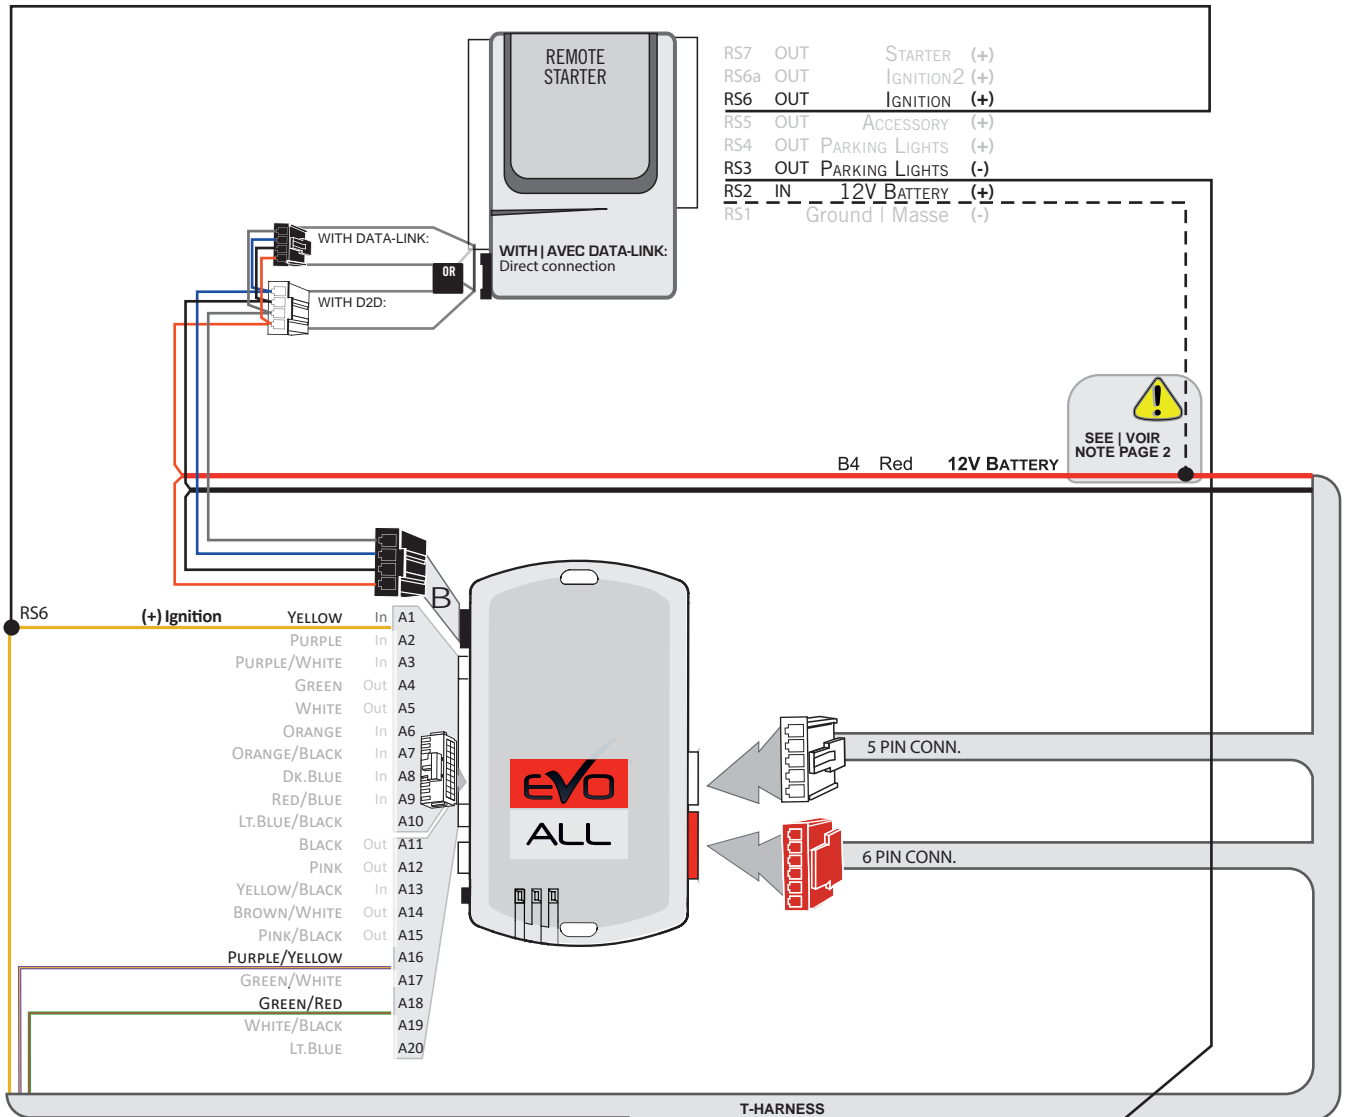 REMOTE
STARTER
RS7 OUT STARTER (+)
RS6a OUT IGNITION2 (+)
RS6 OUT IGNITION (+)
RS5 OUT ACCESSORY (+)
RS4 OUT PARKING LIGHTS (+)
RS3 OUT PARKING LIGHTS (-)
RS2 IN 12V BATTERY (+)
RS1 Ground | Masse (-)
WITH DATA-LINK:
OR
WITH D2D:
WITH | AVEC DATA-LINK:
Direct connection
SEE | VOIR
NOTE PAGE 2
B4 Red 12V BATTERY
B
RS6 (+) Ignition YELLOW In A1
PURPLE In A2
PURPLE/WHITE In A3
GREEN Out A4
WHITE Out A5
ORANGE In A6
ORANGE/BLACK In A7
DK.BLUE In A8
RED/BLUE In A9
LT.BLUE/BLACK A10
BLACK Out A11
PINK Out A12
YELLOW/BLACK In A13
BROWN/WHITE Out A14
PINK/BLACK Out A15
PURPLE/YELLOW A16
GREEN/WHITE A17
GREEN/RED A18
WHITE/BLACK A19
LT.BLUE A20
EVO
ALL
5 PIN CONN.
6 PIN CONN.
T-HARNESS